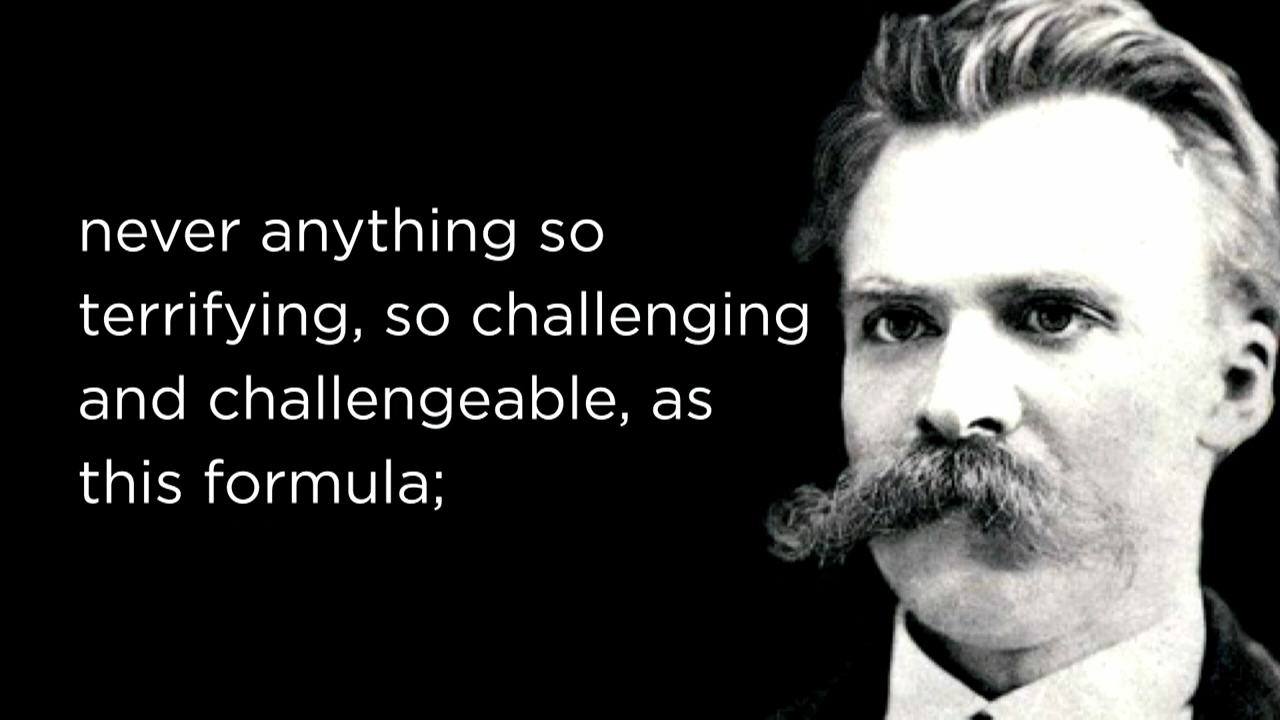 never anything so
terrifying, so challenging
and challengeable, as
this formula;